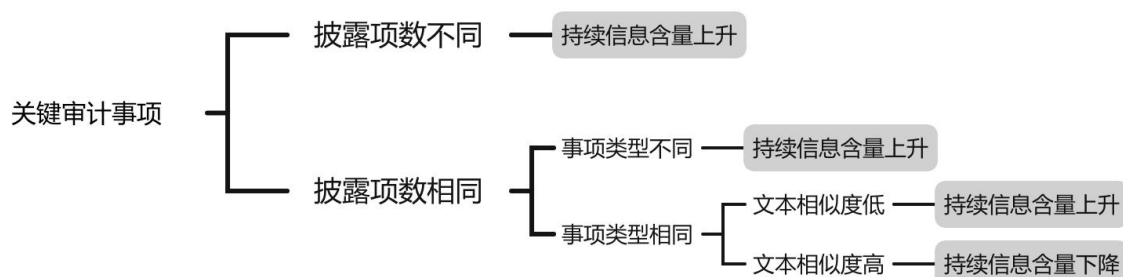 关键审计事项
披露项数不同
持续信息含量上升
披露项数相同
事项类型不同
持续信息含量上升
事项类型相同
文本相似度低
持续信息含量上升
文本相似度高
持续信息含量下降